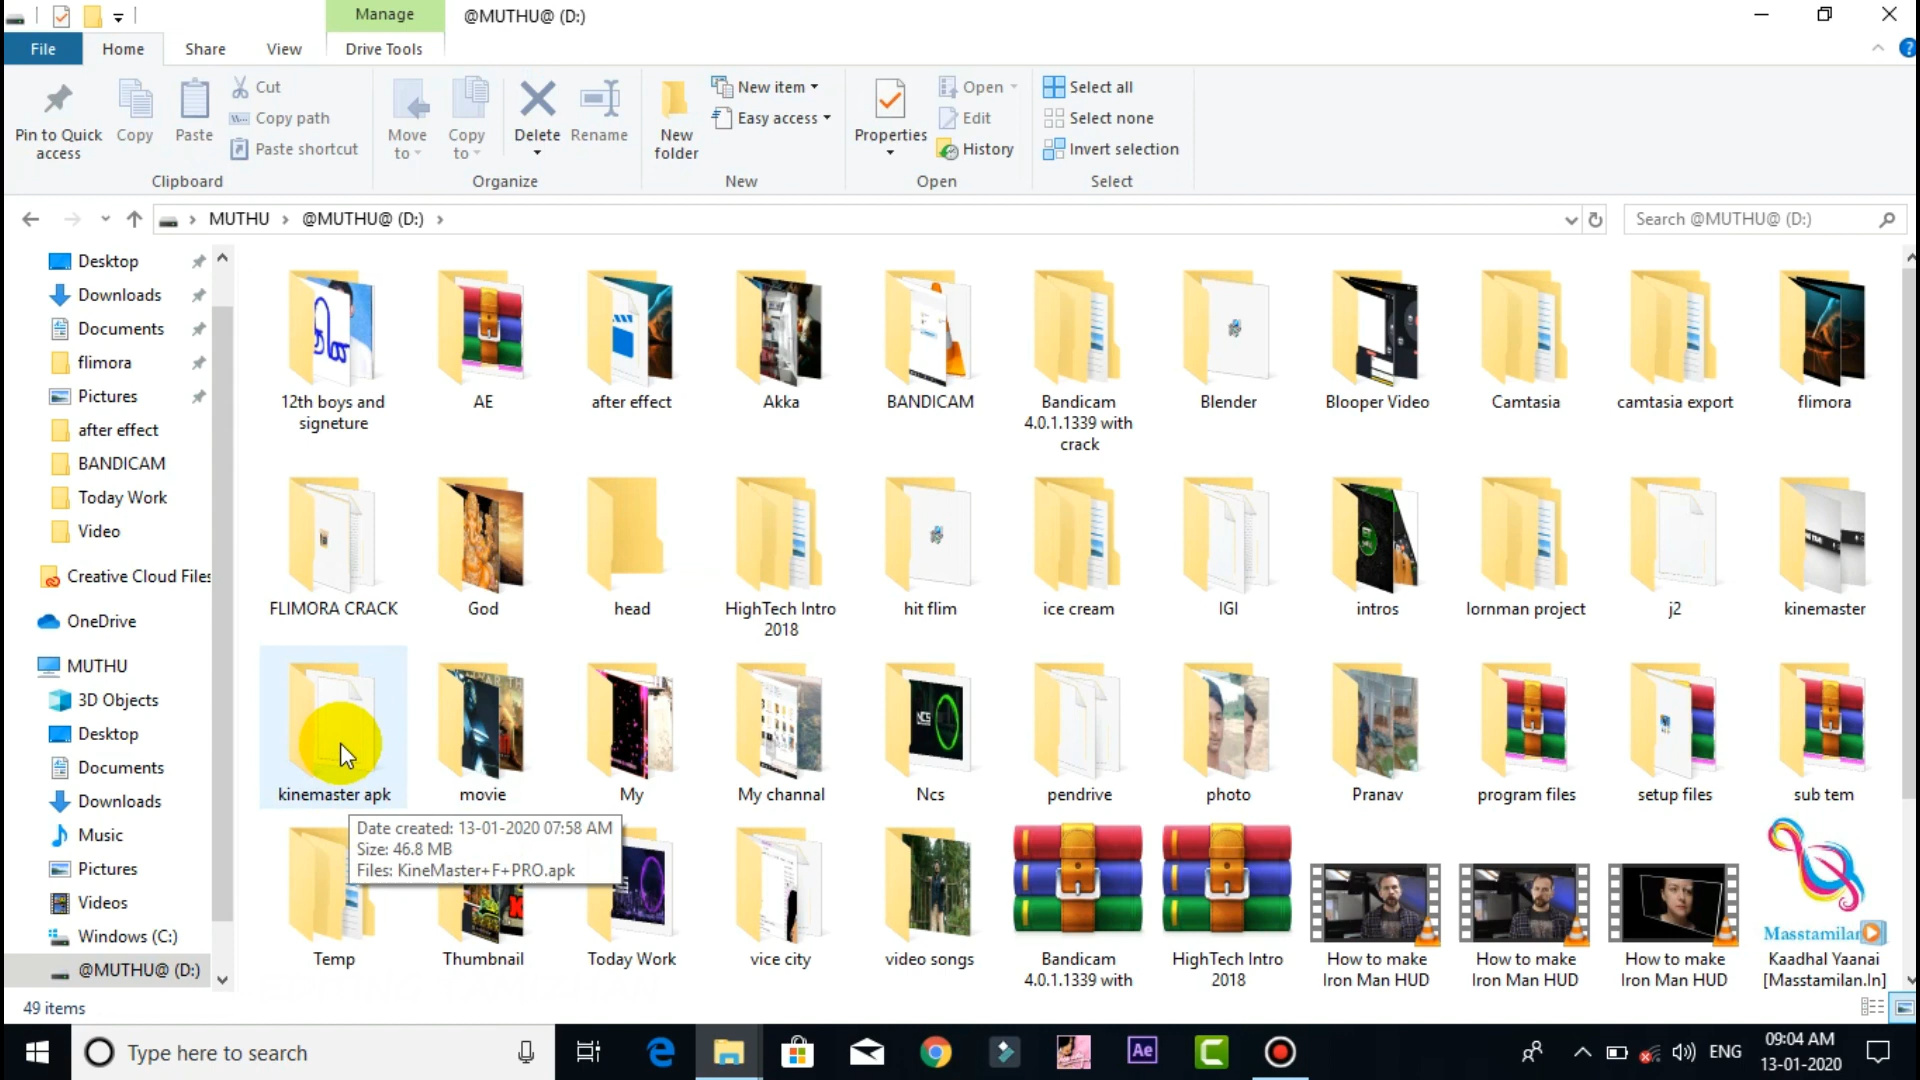 Manage
@MUTHU@ (D:)
File
Home
Share
View
Drive Tools
Pin to Quick
access
Copy
Paste
Cut
Copy path
Paste shortcut
Clipboard
Move
to
Copy
to
Delete
Rename
Organize
New
folder
New item
Easy access
New
Properties
Open
Edit
History
Open
Select all
Select none
Invert selection
Select
MUTHU
@MUTHU@ (D:)
Search @MUTHU@ (D:)
Desktop
Downloads
Documents
flimora
Pictures
after effect
BANDICAM
Today Work
Video
Creative Cloud Files
OneDrive
MUTHU
3D Objects
Desktop
Documents
Downloads
Music
Pictures
Videos
Windows (C:)
@MUTHU@ (D:)
12th boys and
signeture
AE
after effect
Akka
BANDICAM
Bandicam
4.0.1.1339 with
crack
Blender
Blooper Video
Camtasia
camtasia export
flimora
FLIMORA CRACK
God
head
HighTech Intro
2018
hit flim
ice cream
IGI
intros
lornman project
j2
kinemaster
kinemaster apk
movie
My
My channal
NCS
Ncs
pendrive
photo
Pranav
program files
setup files
sub tem
Date created: 13-01-2020 07:58 AM
Size: 46.8 MB
Files: KineMaster+F+PRO.apk
Temp
Thumbnail
Today Work
vice city
video songs
Bandicam
4.0.1.1339 with
HighTech Intro
2018
How to make
Iron Man HUD
How to make
Iron Man HUD
How to make
Iron Man HUD
Masstamilan
Kaadhal Yaanai
[Masstamilan.In]
49 items
Type here to search
Ae
ENG
09:04 AM
13-01-2020